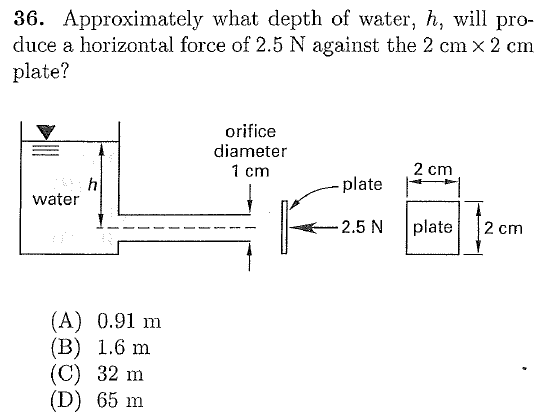 36. Approximately what depth of water, h, will pro-
duce a horizontal force of 2.5 N against the 2 cm × 2 cm
plate?
orifice
diameter
1 cm
2 cm
h
plate
water
2.5 N
plate
2 cm
(A) 0.91 m
(B) 1.6 m
(C) 32 m
(D) 65 m